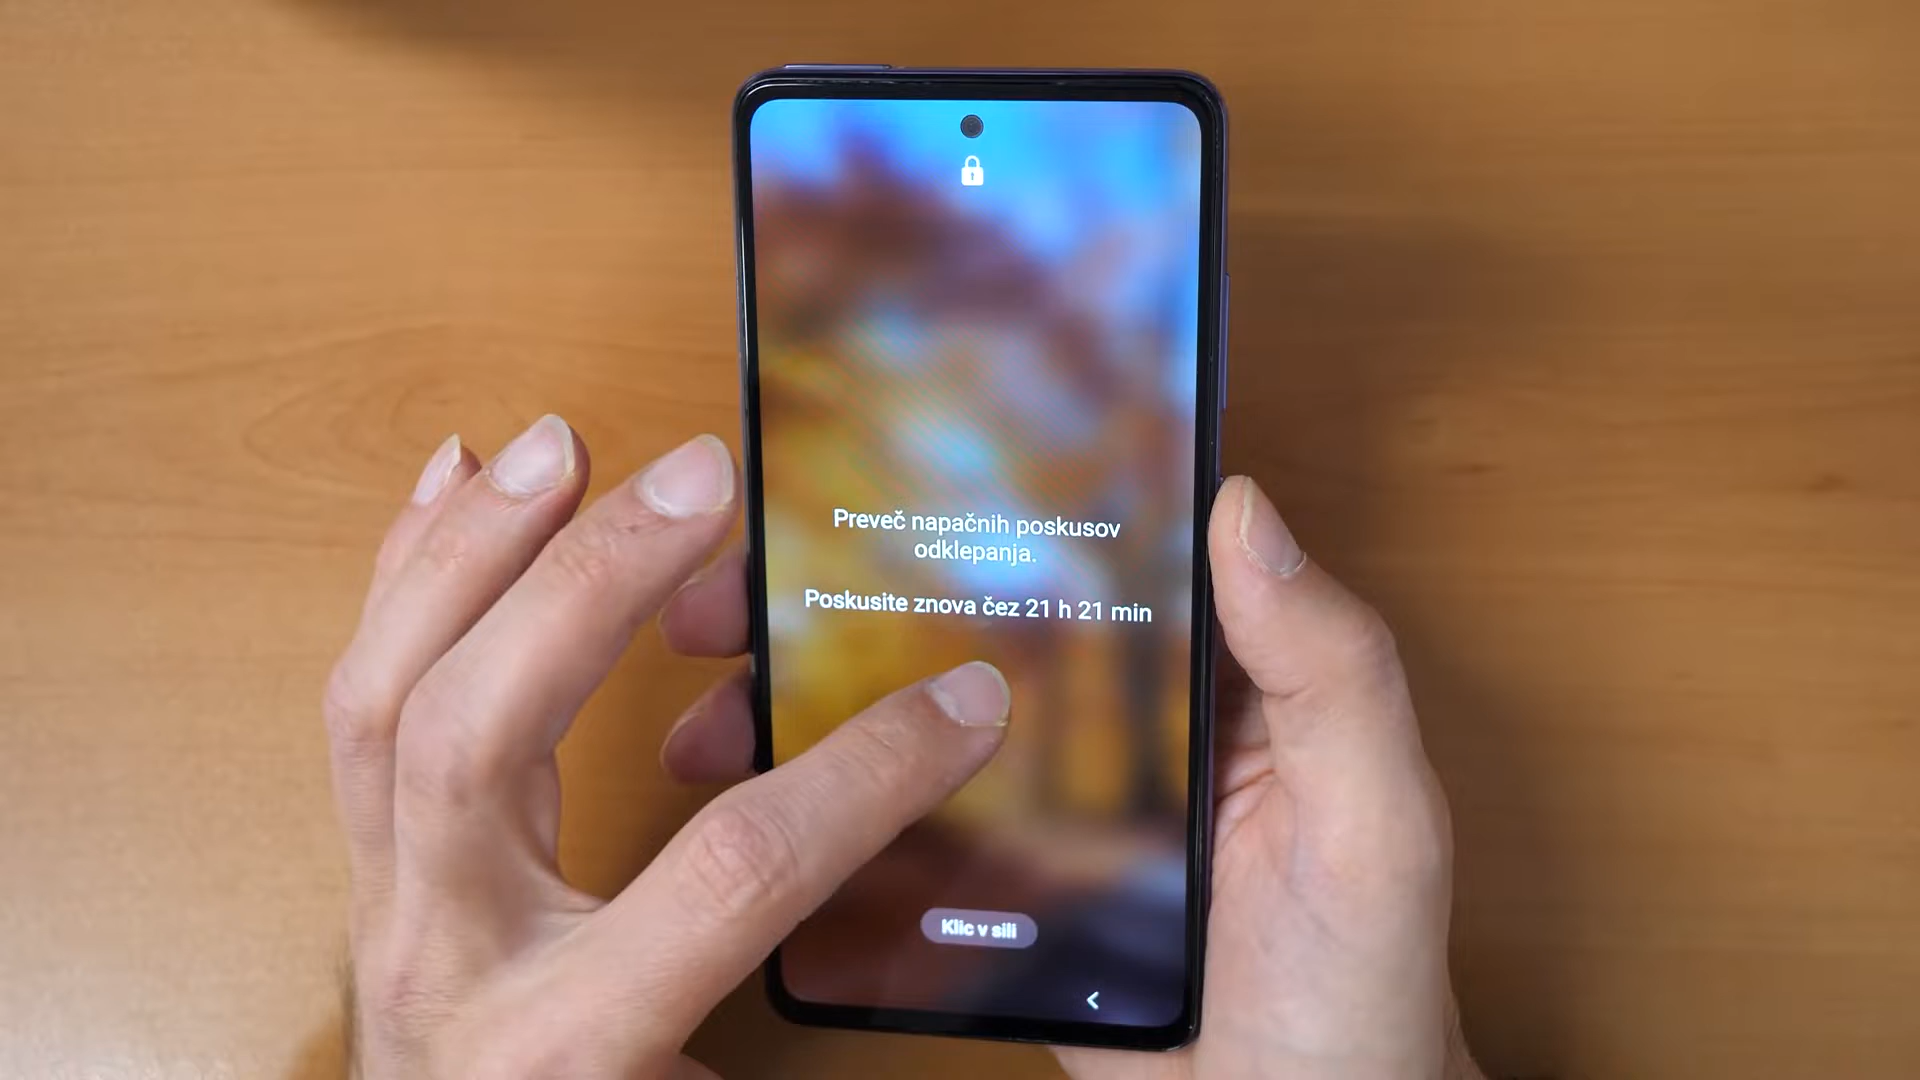 Preveč napačnih poskusov
odklepanja.
Poskusite znova čez 21 h 21 min
Klic v sili